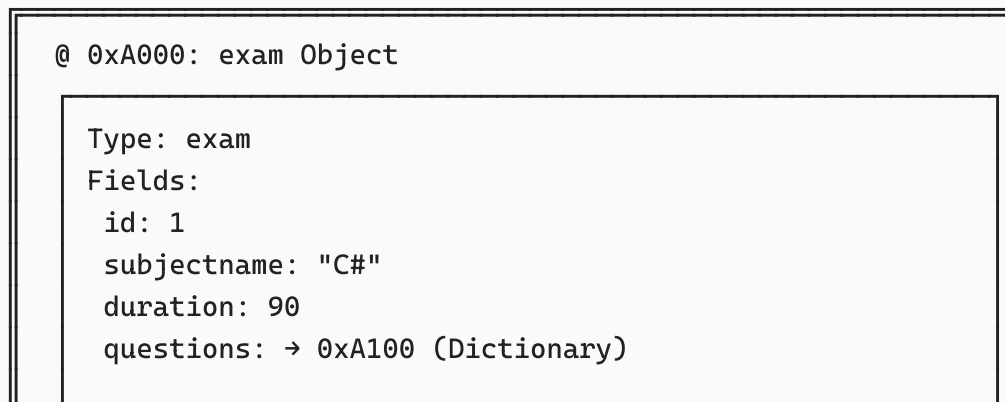 @ 0xA000: exam Object
Type: exam
Fields:
id: 1
subjectname: "C#"
duration: 90
questions: → 0xA100 (Dictionary)